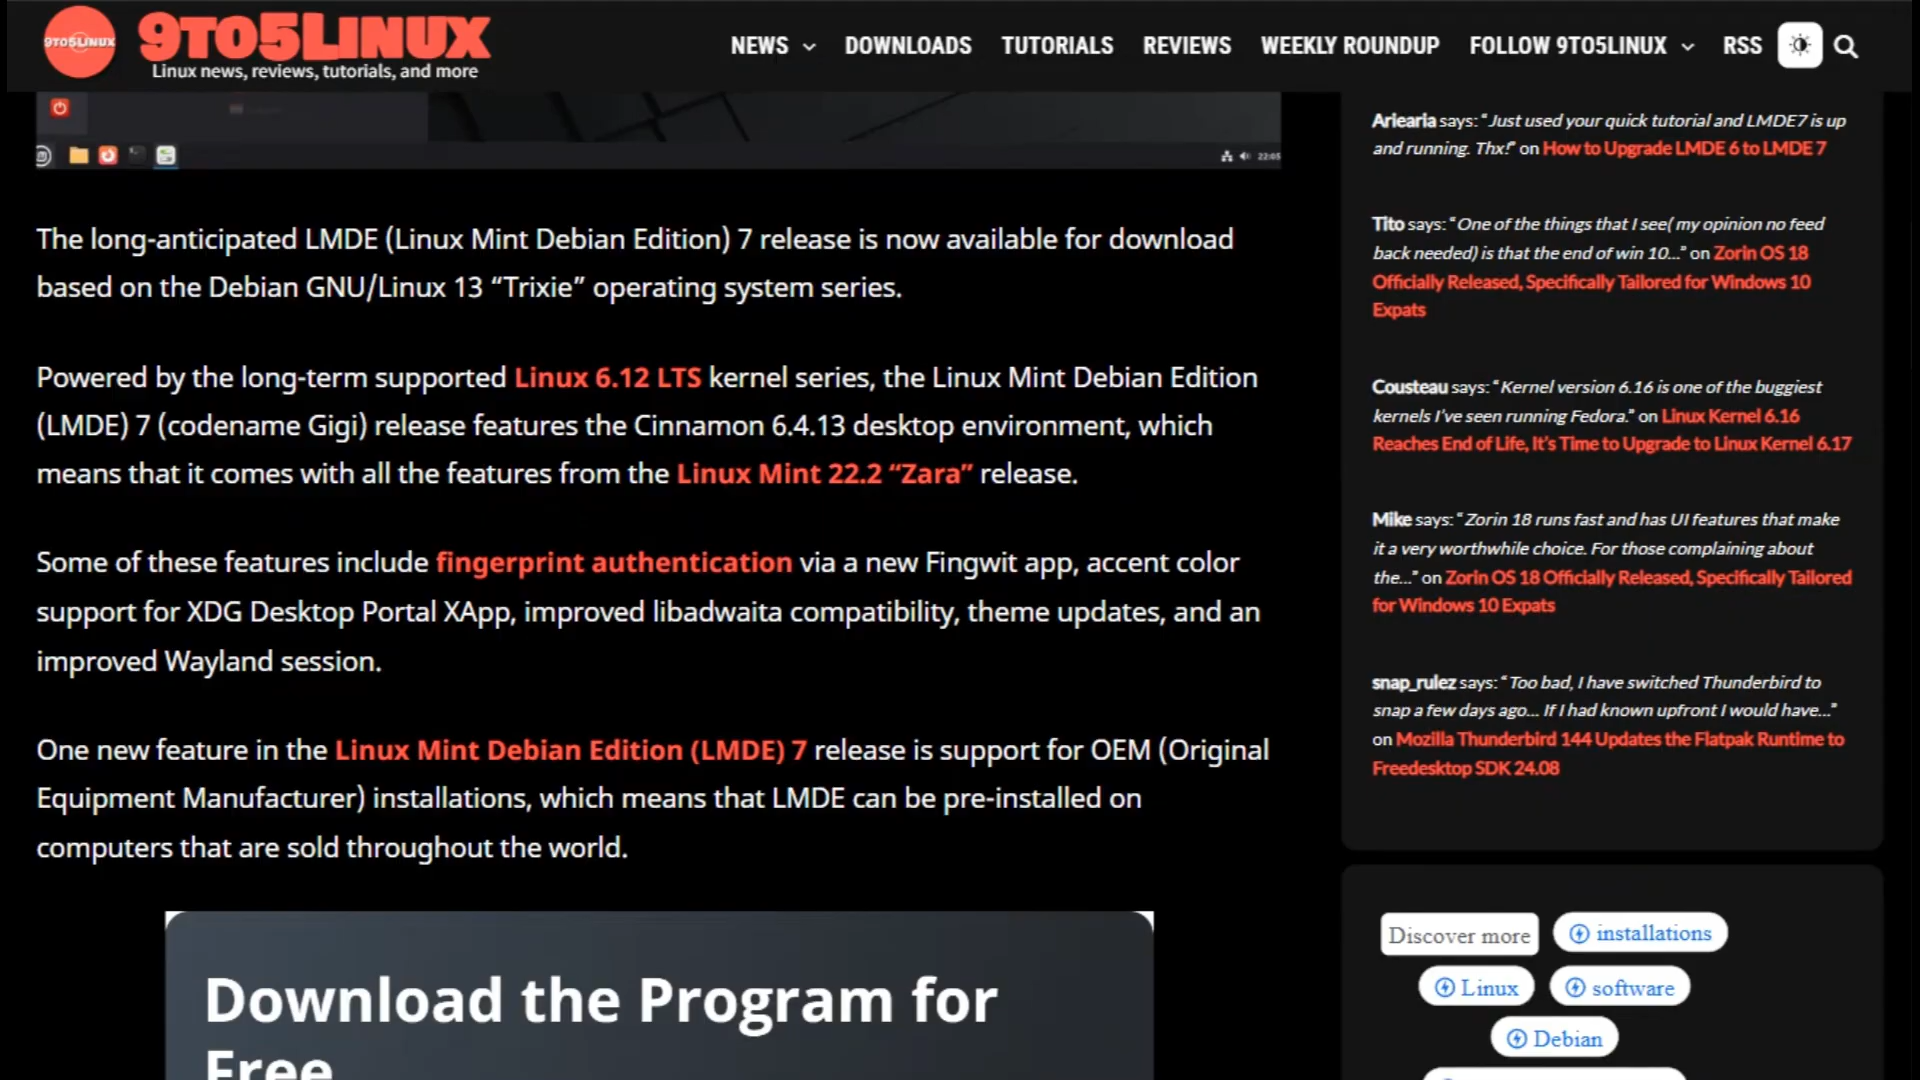 9TO5LINUX
9TO5LINUX
Linux news, reviews, tutorials, and more
NEWS
DOWNLOADS
TUTORIALS
REVIEWS
WEEKLY ROUNDUP
FOLLOW 9TO5LINUX
RSS
22:05
The long-anticipated LMDE (Linux Mint Debian Edition) 7 release is now available for download
based on the Debian GNU/Linux 13 “Trixie” operating system series.
Powered by the long-term supported Linux 6.12 LTS kernel series, the Linux Mint Debian Edition
(LMDE) 7 (codename Gigi) release features the Cinnamon 6.4.13 desktop environment, which
means that it comes with all the features from the Linux Mint 22.2 “Zara” release.
Some of these features include fingerprint authentication via a new Fingwit app, accent color
support for XDG Desktop Portal XApp, improved libadwaita compatibility, theme updates, and an
improved Wayland session.
One new feature in the Linux Mint Debian Edition (LMDE) 7 release is support for OEM (Original
Equipment Manufacturer) installations, which means that LMDE can be pre-installed on
computers that are sold throughout the world.
Download the Program for
Free
Ariearia says: “Just used your quick tutorial and LMDE7 is up
and running. Thx!” on How to Upgrade LMDE 6 to LMDE 7
Tito says: “One of the things that I see( my opinion no feed
back needed) is that the end of win 10…” on Zorin OS 18
Officially Released, Specifically Tailored for Windows 10
Expats
Cousteau says: “Kernel version 6.16 is one of the buggiest
kernels I’ve seen running Fedora.” on Linux Kernel 6.16
Reaches End of Life, It’s Time to Upgrade to Linux Kernel 6.17
Mike says: “Zorin 18 runs fast and has UI features that make
it a very worthwhile choice. For those complaining about
the…” on Zorin OS 18 Officially Released, Specifically Tailored
for Windows 10 Expats
snap_rulez says: “Too bad, I have switched Thunderbird to
snap a few days ago… If I had known upfront I would have…”
on Mozilla Thunderbird 144 Updates the Flatpak Runtime to
Freedesktop SDK 24.08
Discover more
installations
Linux
software
Debian